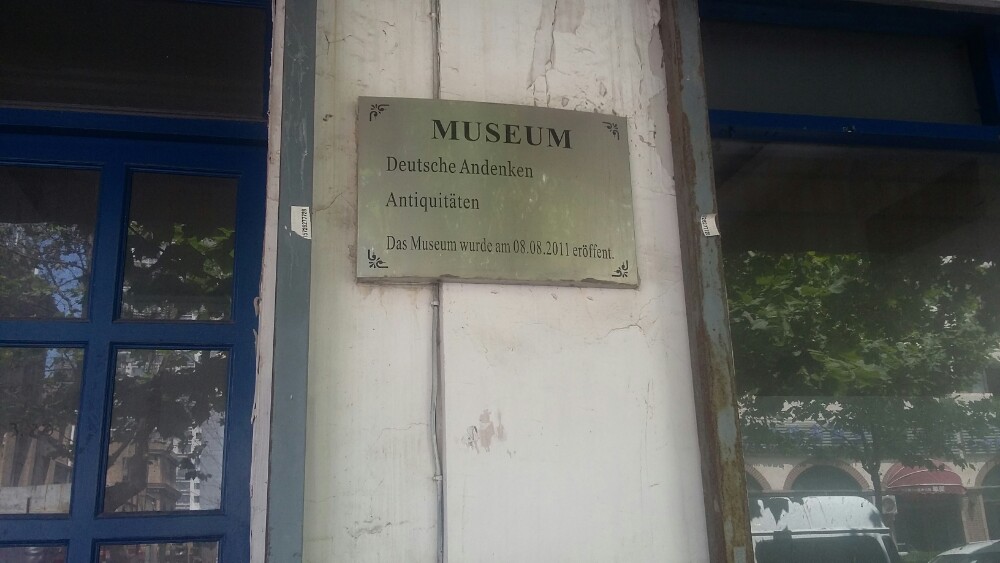 MUSEUM
Deutsche Andenken
Antiquitäten
Das Museum wurde am 08.08.2011 eröffent.